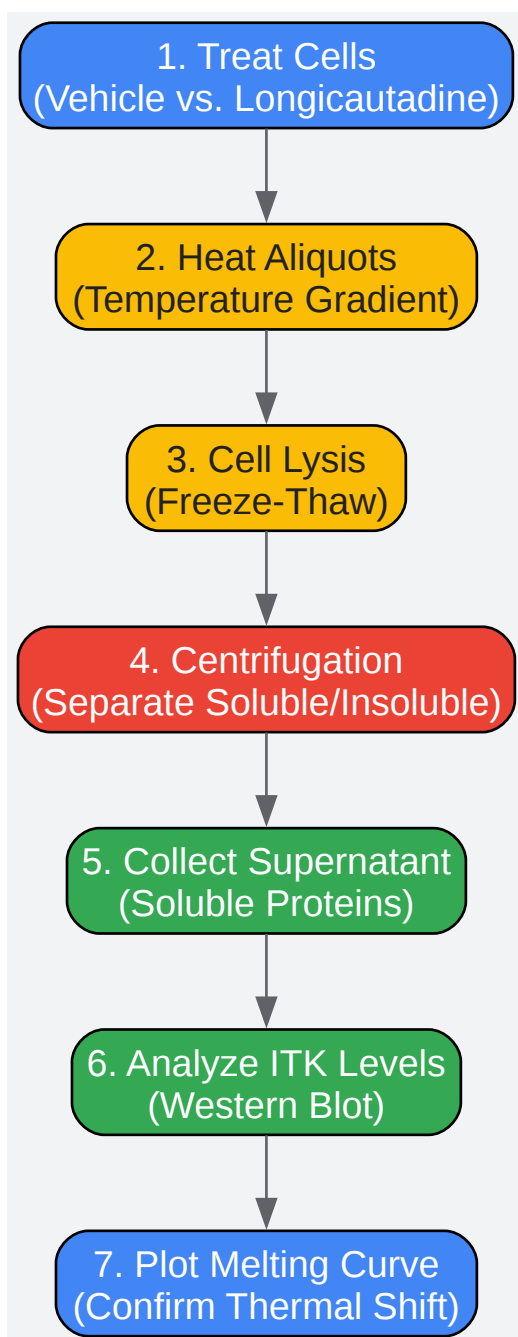 1. Treat Cells
(Vehicle vs. Longicautadine)
2. Heat Aliquots
(Temperature Gradient)
3. Cell Lysis
(Freeze-Thaw)
4. Centrifugation
(Separate Soluble/Insoluble)
5. Collect Supernatant
(Soluble Proteins)
6. Analyze ITK Levels
(Western Blot)
7. Plot Melting Curve
(Confirm Thermal Shift)